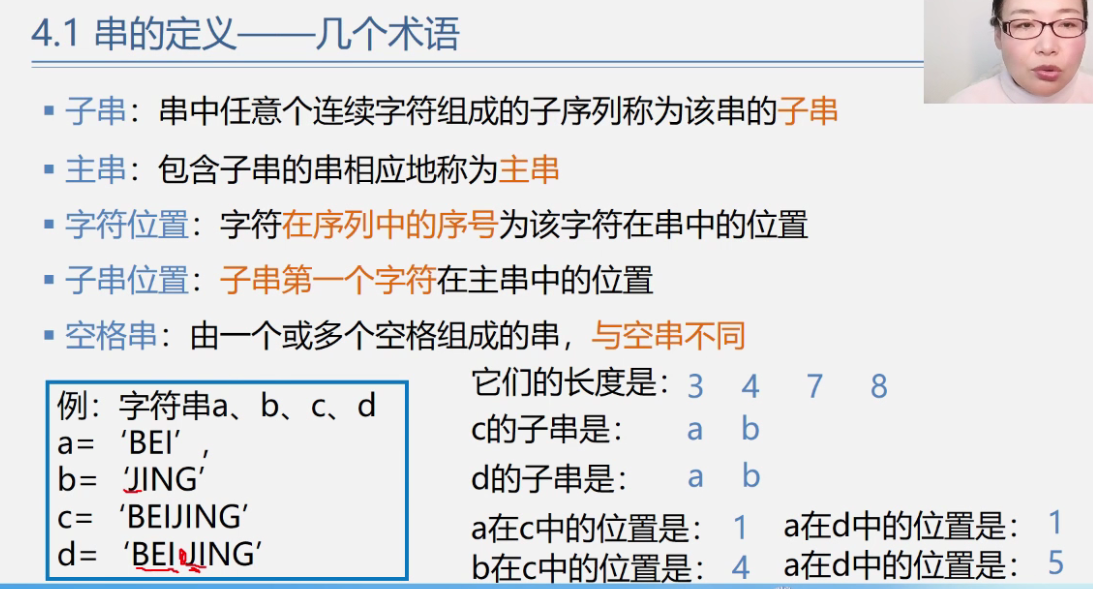 4.1 串的定义——几个术语
子串：串中任意个连续字符组成的子序列称为该串的子串
主串：包含子串的串相应地称为主串
字符位置：字符在序列中的序号为该字符在串中的位置
子串位置：子串第一个字符在主串中的位置
空格串：由一个或多个空格组成的串，与空串不同
例：字符串a、b、c、d
a= ‘BEI’，
b= ‘JING’
c= ‘BEIJING’
d= ‘BEI JING’
它们的长度是：3 4 7 8
c的子串是： a b
d的子串是： a b
a在c中的位置是： 1 a在d中的位置是： 1
b在c中的位置是： 4 a在d中的位置是： 5